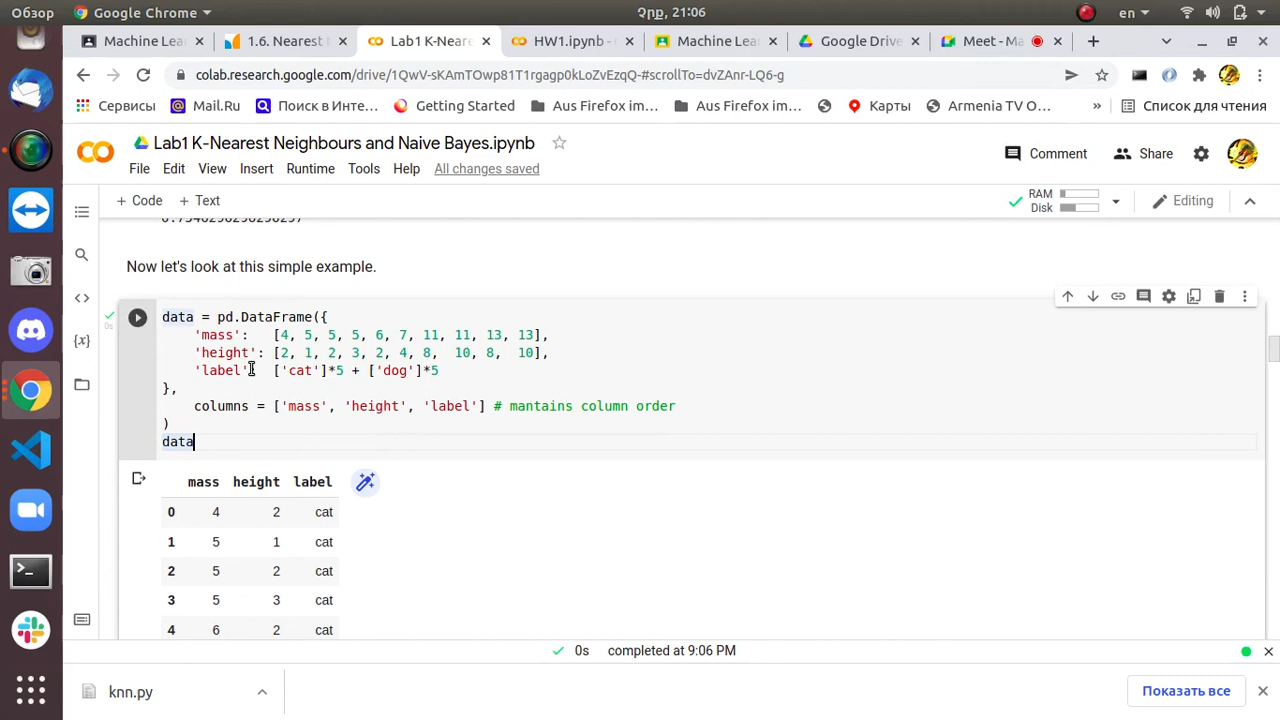 Обзор Google Chrome Չրք, 21:06 en
Machine Lear 1.6. Nearest Lab1 K-Neare HW1.ipynb - Machine Lear Google Drive Meet - Ma
colab.research.google.com/drive/1QwV-sKAmTOwp81T1rgagp0kLoZvEzqQ-#scrollTo=dvZAnr-LQ6-g
Сервисы Mail.Ru Поиск в Инте... Getting Started Aus Firefox im... Aus Firefox im... Карты Armenia TV O... » Список для чтения
Lab1 K-Nearest Neighbours and Naive Bayes.ipynb
Comment Share
File Edit View Insert Runtime Tools Help All changes saved
+ Code + Text RAM Disk Editing
Now let's look at this simple example.
data = pd.DataFrame({
'mass': [4, 5, 5, 5, 6, 7, 11, 11, 13, 13],
'height': [2, 1, 2, 3, 2, 4, 8, 10, 8, 10],
'label': ['cat']*5 + ['dog']*5
},
columns = ['mass', 'height', 'label'] # mantains column order
)
data
0s
{x}
mass height label
0 4 2 cat
1 5 1 cat
2 5 2 cat
3 5 3 cat
4 6 2 cat
0s completed at 9:06 PM
knn.py Показать все